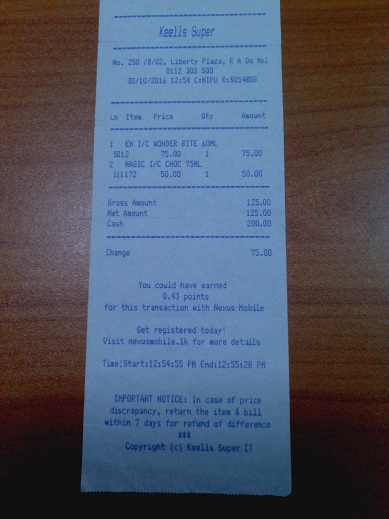 Keells Super
No. 250 /B/02, Liberty Plaza, R A De Mel
0112 303 500
30/10/2016 12:54 C:NIPU R:3054858
Ln Item Price Qty Amount
1 EH I/C WONDER BITE 60ML
5012 75.00 1 75.00
2 MAGIC I/C CHOC 75ML
111172 50.00 1 50.00
Gross Amount 125.00
Net Amount 125.00
Cash 200.00
Change 75.00
You could have earned
0.43 points
for this transaction with Nexus Mobile
Get registered today!
Visit nexusmobile.lk for more details
Time:Start:12:54:55 PM End:12:55:28 PM
IMPORTANT NOTICE: In case of price
discrepancy, return the item & bill
within 7 days for refund of difference
***
Copyright (c) Keells Super IT